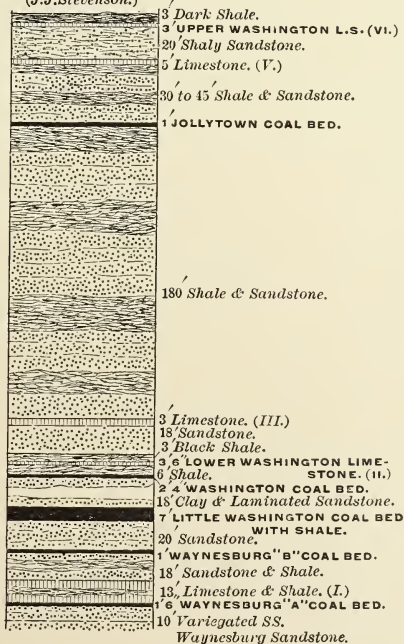 (J.J.Stevenson.)
3' Dark Shale.
3' UPPER WASHINGTON L.S. (VI.)
20' Shaly Sandstone.
5' Limestone. (V.)
30' to 45' Shale & Sandstone.
1' JOLLYTOWN COAL BED.
180' Shale & Sandstone.
3' Limestone. (III.)
18' Sandstone.
3' Black Shale.
3' 6" LOWER WASHINGTON LIME-
6' Shale. STONE. (II.)
2' 4" WASHINGTON COAL BED.
18' Clay & Laminated Sandstone.
7' LITTLE WASHINGTON COAL BED
WITH SHALE.
20' Sandstone.
1' WAYNESBURG "B" COAL BED.
18' Sandstone & Shale.
13' Limestone & Shale. (I.)
1' 6" WAYNESBURG "A" COAL BED.
10' Variegated SS.
Waynesburg Sandstone.